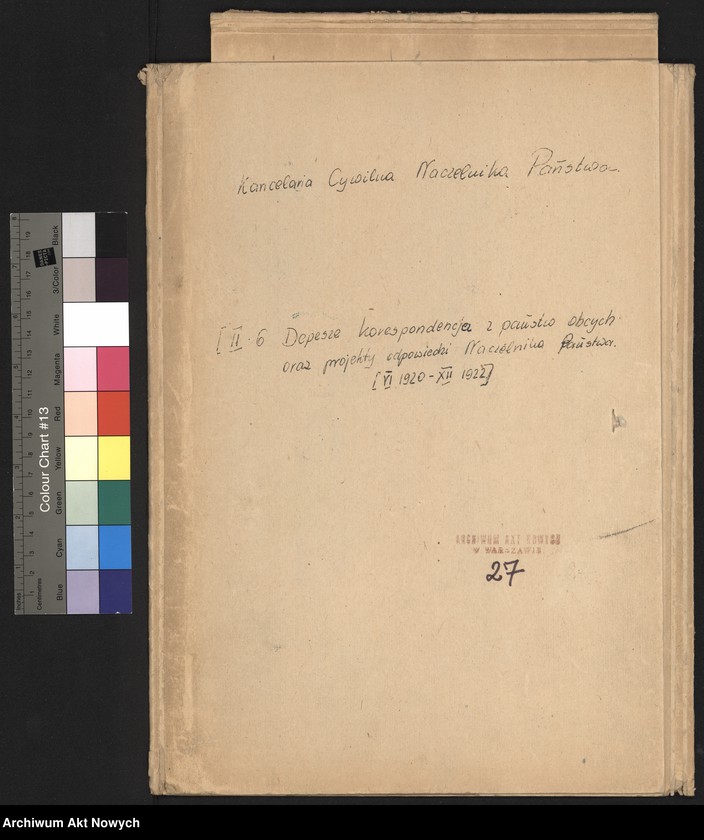 Kancelaria Cywilna Naczelnika Państwa
[II-6 Depesze korespondencja z państw obcych
oraz projekty odpowiedzi Naczelnika Państwa.
[VI 1920 - XII 1922]
ARCHIWUM AKT NOWYCH
W WARSZAWIE
27
Colour Chart #13
Blue
Cyan
Green
Yellow
Red
Magenta
White
3/Color
Black
Inches
Centimetres
Archiwum Akt Nowych